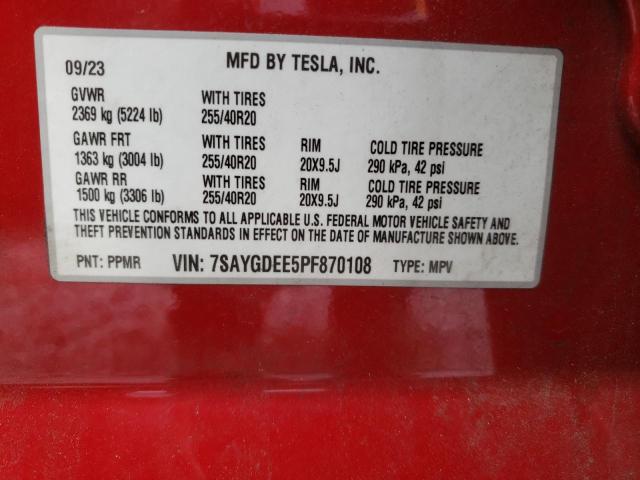 09/23 MFD BY TESLA, INC.
GVWR WITH TIRES
2369 kg (5224 lb) 255/40R20
GAWR FRT WITH TIRES RIM COLD TIRE PRESSURE
1363 kg (3004 lb) 255/40R20 20X9.5J 290 kPa, 42 psi
GAWR RR WITH TIRES RIM COLD TIRE PRESSURE
1500 kg (3306 lb) 255/40R20 20X9.5J 290 kPa, 42 psi
THIS VEHICLE CONFORMS TO ALL APPLICABLE U.S. FEDERAL MOTOR VEHICLE SAFETY AND
THEFT PREVENTION STANDARDS IN EFFECT ON THE DATE OF MANUFACTURE SHOWN ABOVE.
PNT: PPMR VIN: 7SAYGDEE5PF870108 TYPE: MPV